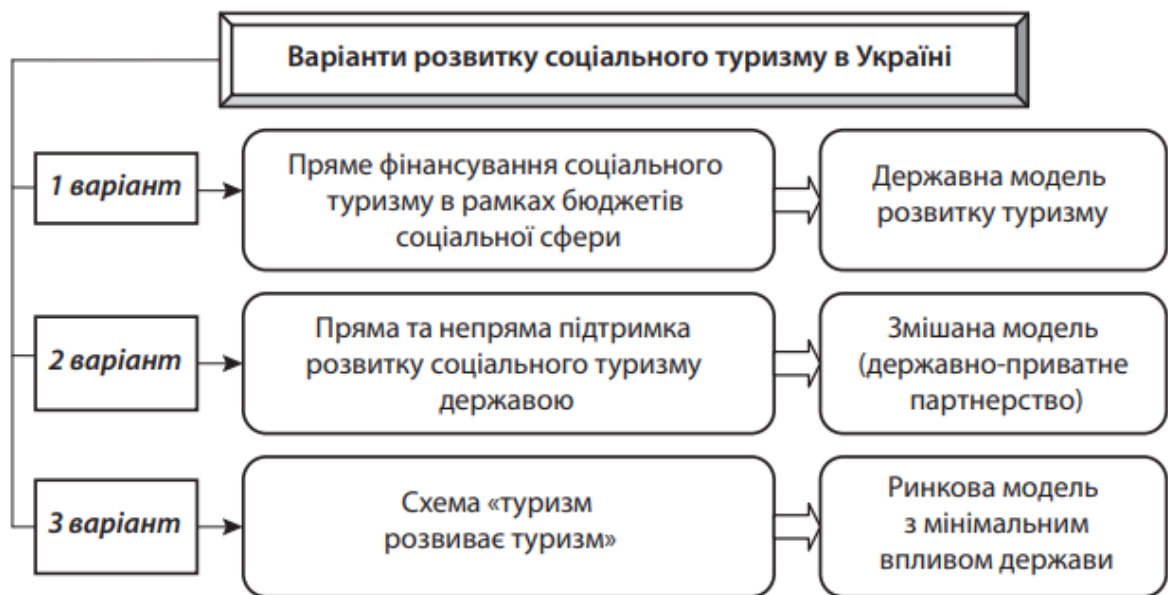 Варіанти розвитку соціального туризму в Україні
1 варіант
Пряме фінансування соціального
туризму в рамках бюджетів
соціальної сфери
Державна модель
розвитку туризму
2 варіант
Пряма та непряма підтримка
розвитку соціального туризму
державою
Змішана модель
(державно-приватне
партнерство)
3 варіант
Схема «туризм
розвиває туризм»
Ринкова модель
з мінімальним
впливом держави